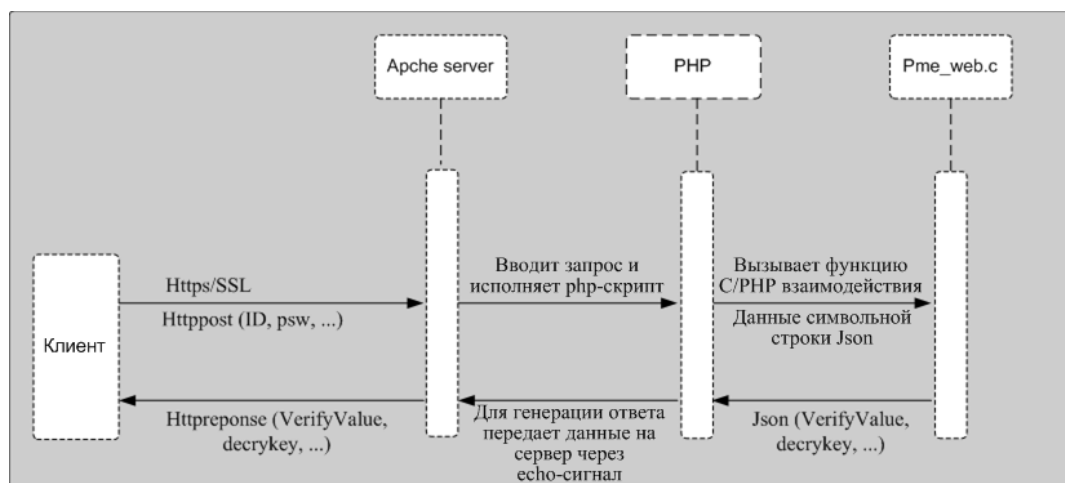 Apche server
PHP
Pme_web.c
Клиент
Https/SSL
Httppost (ID, psw, ...)
Вводит запрос и
исполняет php-скрипт
Вызывает функцию
C/PHP взаимодействия
Данные символьной
строки Json
Httpreponse (VerifyValue,
decrykey, ...)
Для генерации ответа
передает данные на
сервер через
echo-сигнал
Json (VerifyValue,
decrykey, ...)